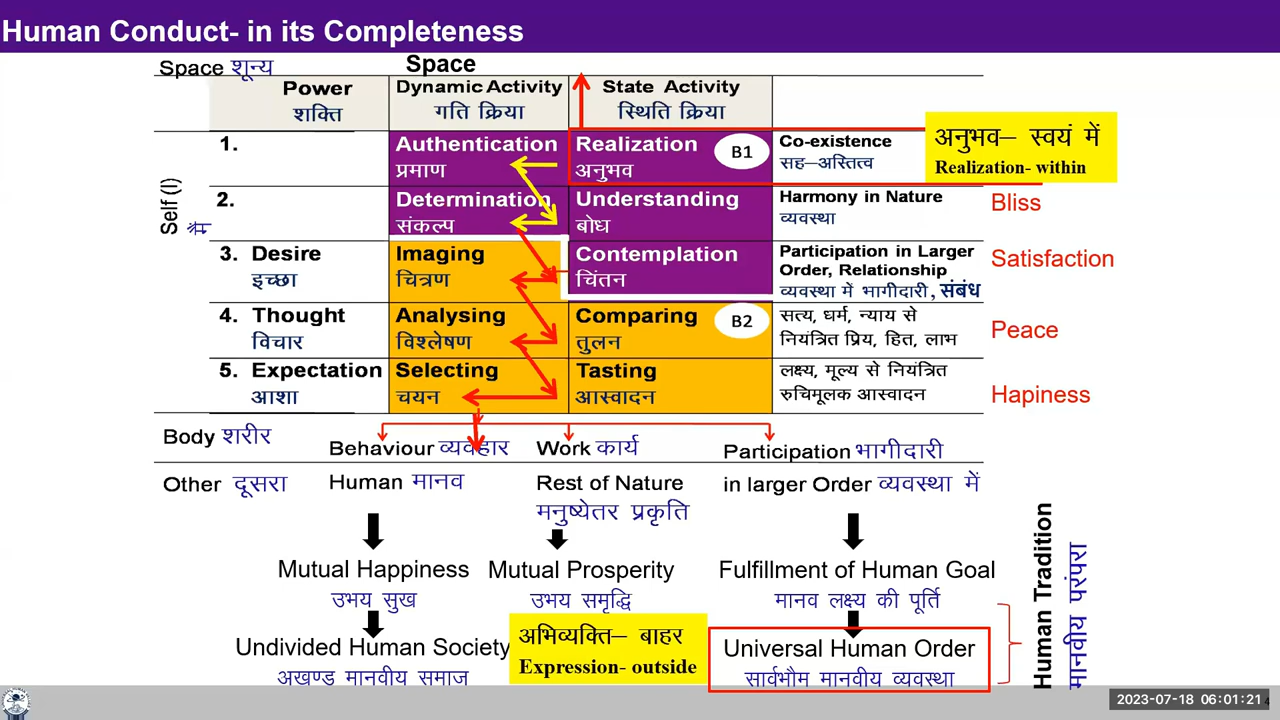 Human Conduct- in its Completeness
Space शून्य
Space
Power
शक्ति
Dynamic Activity
गति क्रिया
State Activity
स्थिति क्रिया
Self (I)
मैं
1.
Authentication
प्रमाण
Realization
अनुभव
B1
Co-existence
सह–अस्तित्व
अनुभव– स्वयं में
Realization- within
2.
Determination
संकल्प
Understanding
बोध
Harmony in Nature
व्यवस्था
Bliss
3. Desire
इच्छा
Imaging
चित्रण
Contemplation
चिंतन
Participation in Larger
Order, Relationship
व्यवस्था में भागीदारी, संबंध
Satisfaction
4. Thought
विचार
Analysing
विश्लेषण
Comparing
तुलन
B2
सत्य, धर्म, न्याय से
नियंत्रित प्रिय, हित, लाभ
Peace
5. Expectation
आशा
Selecting
चयन
Tasting
आस्वादन
लक्ष्य, मूल्य से नियंत्रित
रुचिमूलक आस्वादन
Hapiness
Body शरीर
Behaviour व्यवहार
Work कार्य
Participation भागीदारी
Other दूसरा
Human मानव
Rest of Nature
मनुष्येतर प्रकृति
in larger Order व्यवस्था में
Mutual Happiness
उभय सुख
Mutual Prosperity
उभय समृद्धि
Fulfillment of Human Goal
मानव लक्ष्य की पूर्ति
Undivided Human Society
अखण्ड मानवीय समाज
अभिव्यक्ति– बाहर
Expression- outside
Universal Human Order
सार्वभौम मानवीय व्यवस्था
Human Tradition
मानवीय परंपरा
2023-07-18 06:01:21
4